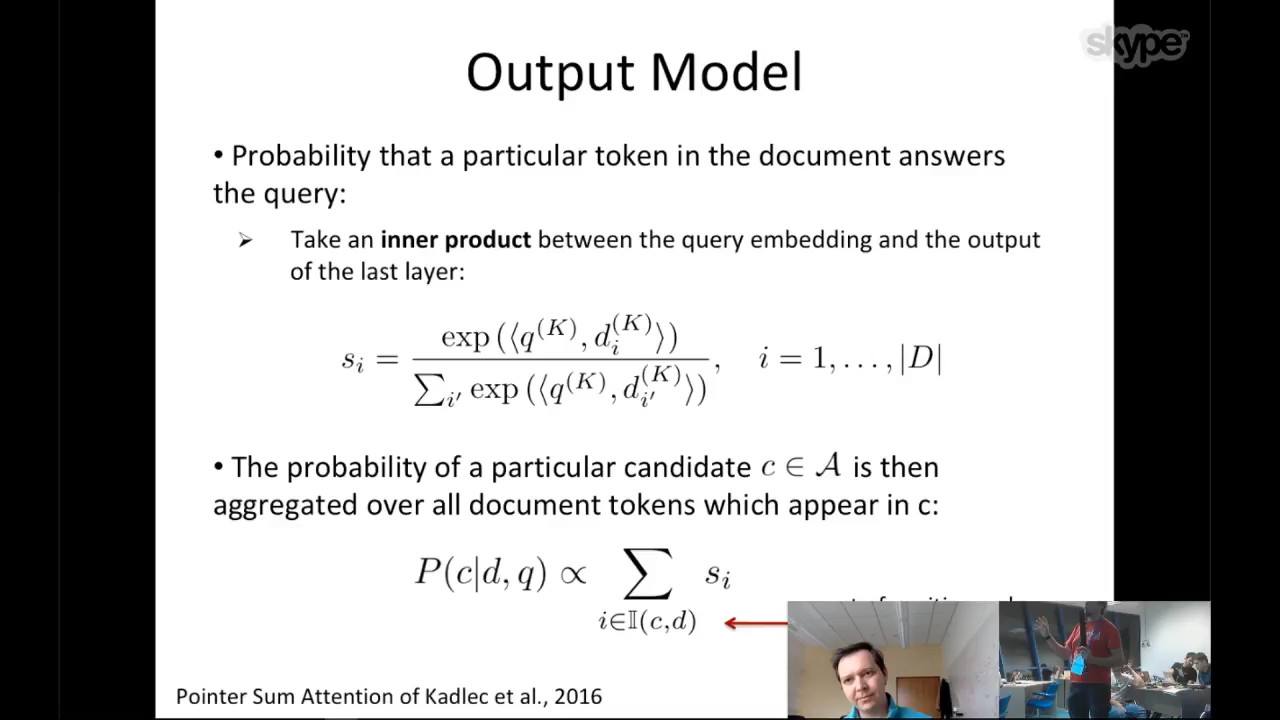 skype
Output Model
• Probability that a particular token in the document answers
the query:
➢ Take an inner product between the query embedding and the output
of the last layer:
s_i = exp(⟨q^(K), d_i^(K)⟩) / ∑_{i'} exp(⟨q^(K), d_{i'}^(K)⟩), i = 1, . . . , |D|
• The probability of a particular candidate c ∈ 𝒜 is then
aggregated over all document tokens which appear in c:
P(c|d, q) ∝ ∑_{i∈𝕀(c,d)} s_i
Pointer Sum Attention of Kadlec et al., 2016